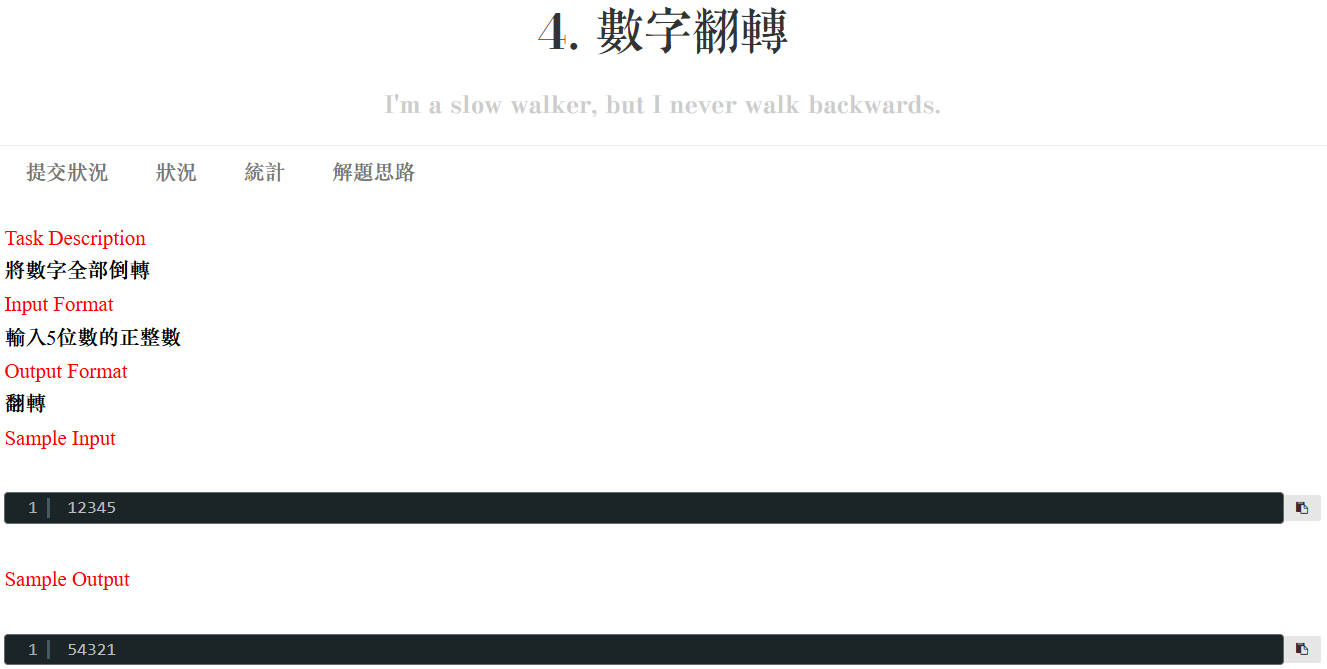 4. 數字翻轉
I'm a slow walker, but I never walk backwards.
提交狀況 狀況 統計 解題思路
Task Description
將數字全部倒轉
Input Format
輸入5位數的正整數
Output Format
翻轉
Sample Input
1 12345
Sample Output
1 54321